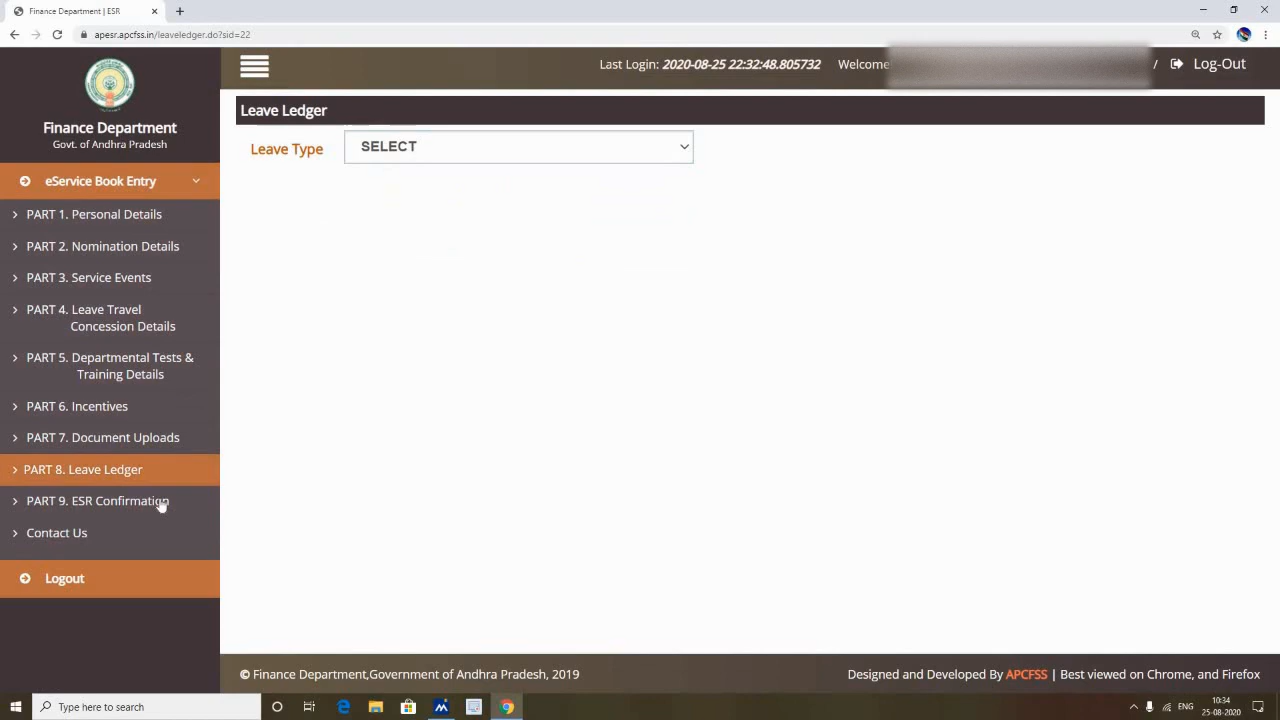 Finance Department | ESR
apesr.apcfss.in/leaveledger.do?sid=22
Last Login: 2020-08-25 22:32:48.805732 Welcome / Log-Out
Finance Department
Govt. of Andhra Pradesh
Leave Ledger
Leave Type SELECT
eService Book Entry
PART 1. Personal Details
PART 2. Nomination Details
PART 3. Service Events
PART 4. Leave Travel
Concession Details
PART 5. Departmental Tests &
Training Details
PART 6. Incentives
PART 7. Document Uploads
PART 8. Leave Ledger
PART 9. ESR Confirmation
Contact Us
Logout
© Finance Department,Government of Andhra Pradesh, 2019
Designed and Developed By APCFSS | Best viewed on Chrome, and Firefox
Type here to search
ENG
10:34
25-08-2020